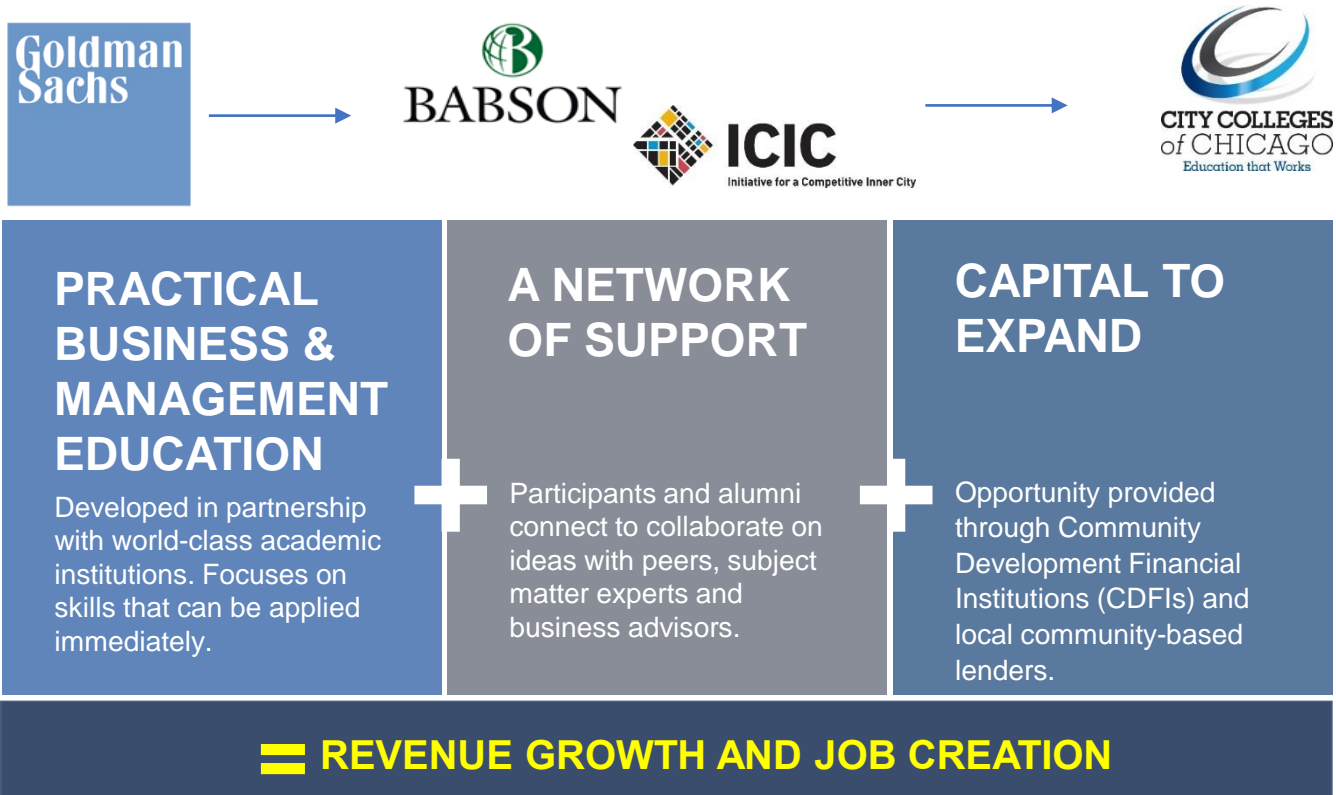 Goldman
Sachs
B
BABSON
ICIC
Initiative for a Competitive Inner City
CITY COLLEGES
of CHICAGO
Education that Works
PRACTICAL
BUSINESS &
MANAGEMENT
EDUCATION
Developed in partnership
with world-class academic
institutions. Focuses on
skills that can be applied
immediately.
+
A NETWORK
OF SUPPORT
Participants and alumni
connect to collaborate on
ideas with peers, subject
matter experts and
business advisors.
+
CAPITAL TO
EXPAND
Opportunity provided
through Community
Development Financial
Institutions (CDFIs) and
local community-based
lenders.
= REVENUE GROWTH AND JOB CREATION